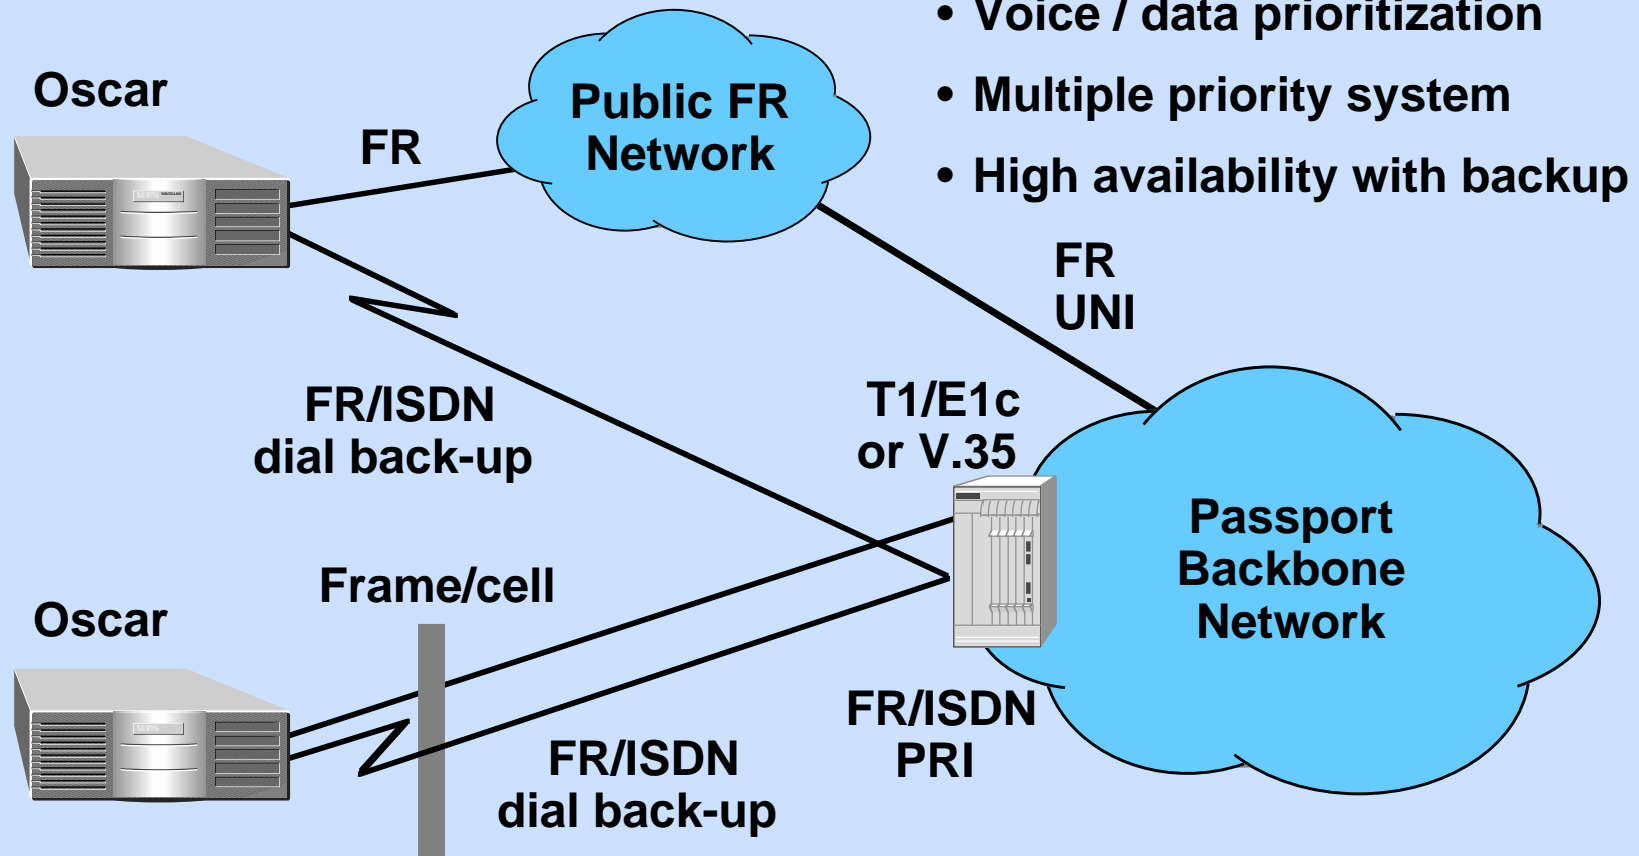 • Voice / data prioritization
• Multiple priority system
• High availability with backup
Oscar
FR
Public FR
Network
FR
UNI
FR/ISDN
dial back-up
T1/E1c
or V.35
Passport
Backbone
Network
Frame/cell
Oscar
FR/ISDN
PRI
FR/ISDN
dial back-up